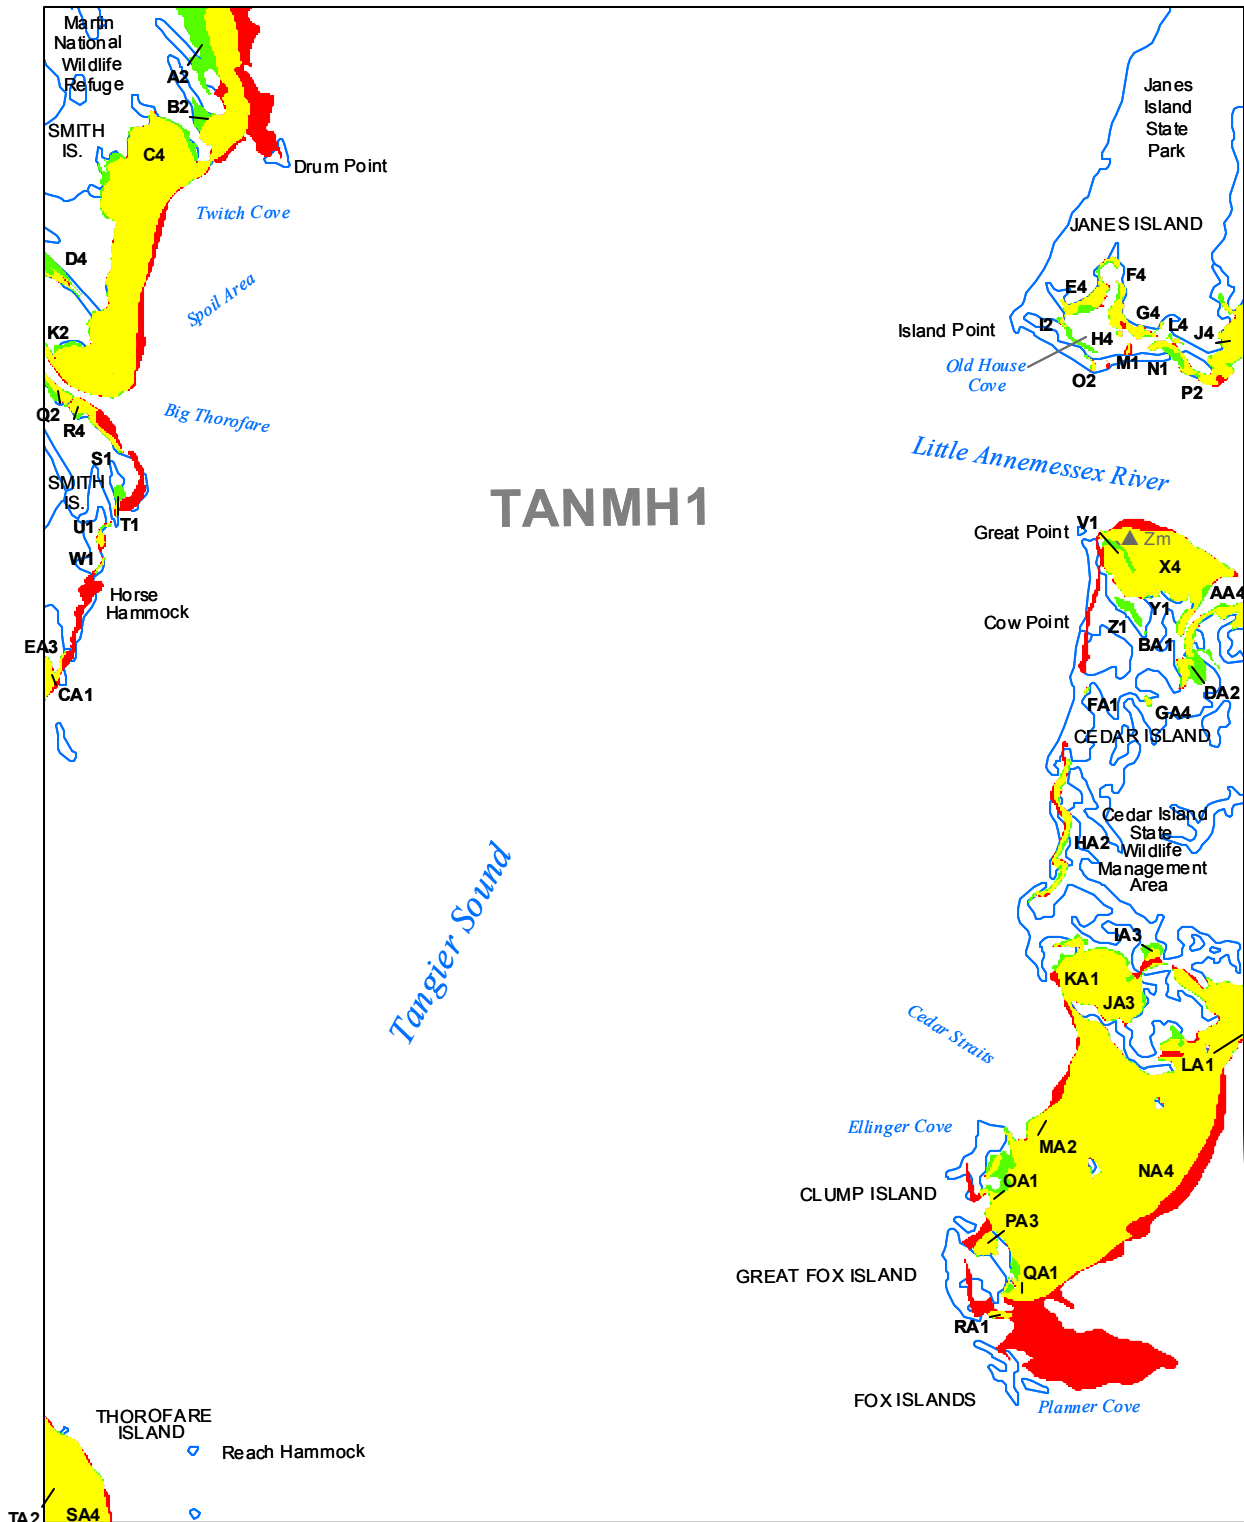 Martin
National
Wildlife
Refuge
A2
B2
SMITH
IS.
C4
Drum Point
Twitch Cove
D4
Spoil Area
K2
Q2
R4
Big Thorofare
S1
SMITH
IS.
T1
U1
W1
Horse
Hammock
EA3
CA1
Janes
Island
State
Park
JANES ISLAND
E4
F4
G4
I2
H4
L4
J4
Island Point
M1
N1
Old House
Cove
O2
P2
Little Annemessex River
TANMH1
V1
Great Point
Zm
X4
AA4
Y1
Z1
Cow Point
BA1
DA2
FA1
GA4
CEDAR ISLAND
Cedar Island
State
Wildlife
Management
Area
HA2
Tangier Sound
IA3
KA1
JA3
Cedar Straits
LA1
Ellinger Cove
MA2
NA4
OA1
CLUMP ISLAND
PA3
GREAT FOX ISLAND
QA1
RA1
FOX ISLANDS
Planner Cove
THOROFARE
ISLAND
Reach Hammock
TA2
SA4